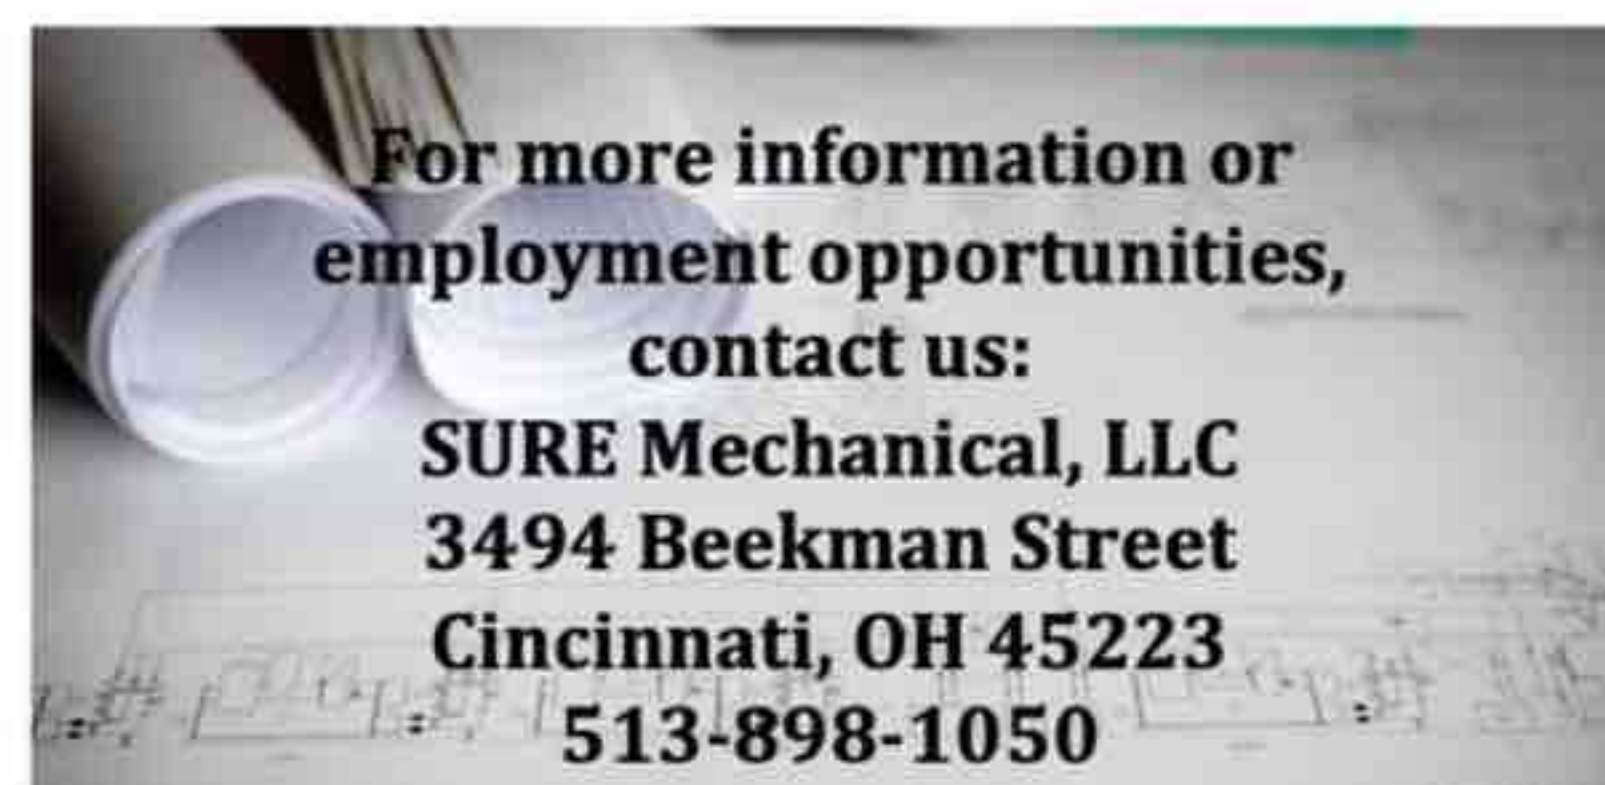 For more information or
employment opportunities,
contact us:
SURE Mechanical, LLC
3494 Beekman Street
Cincinnati, OH 45223
513-898-1050